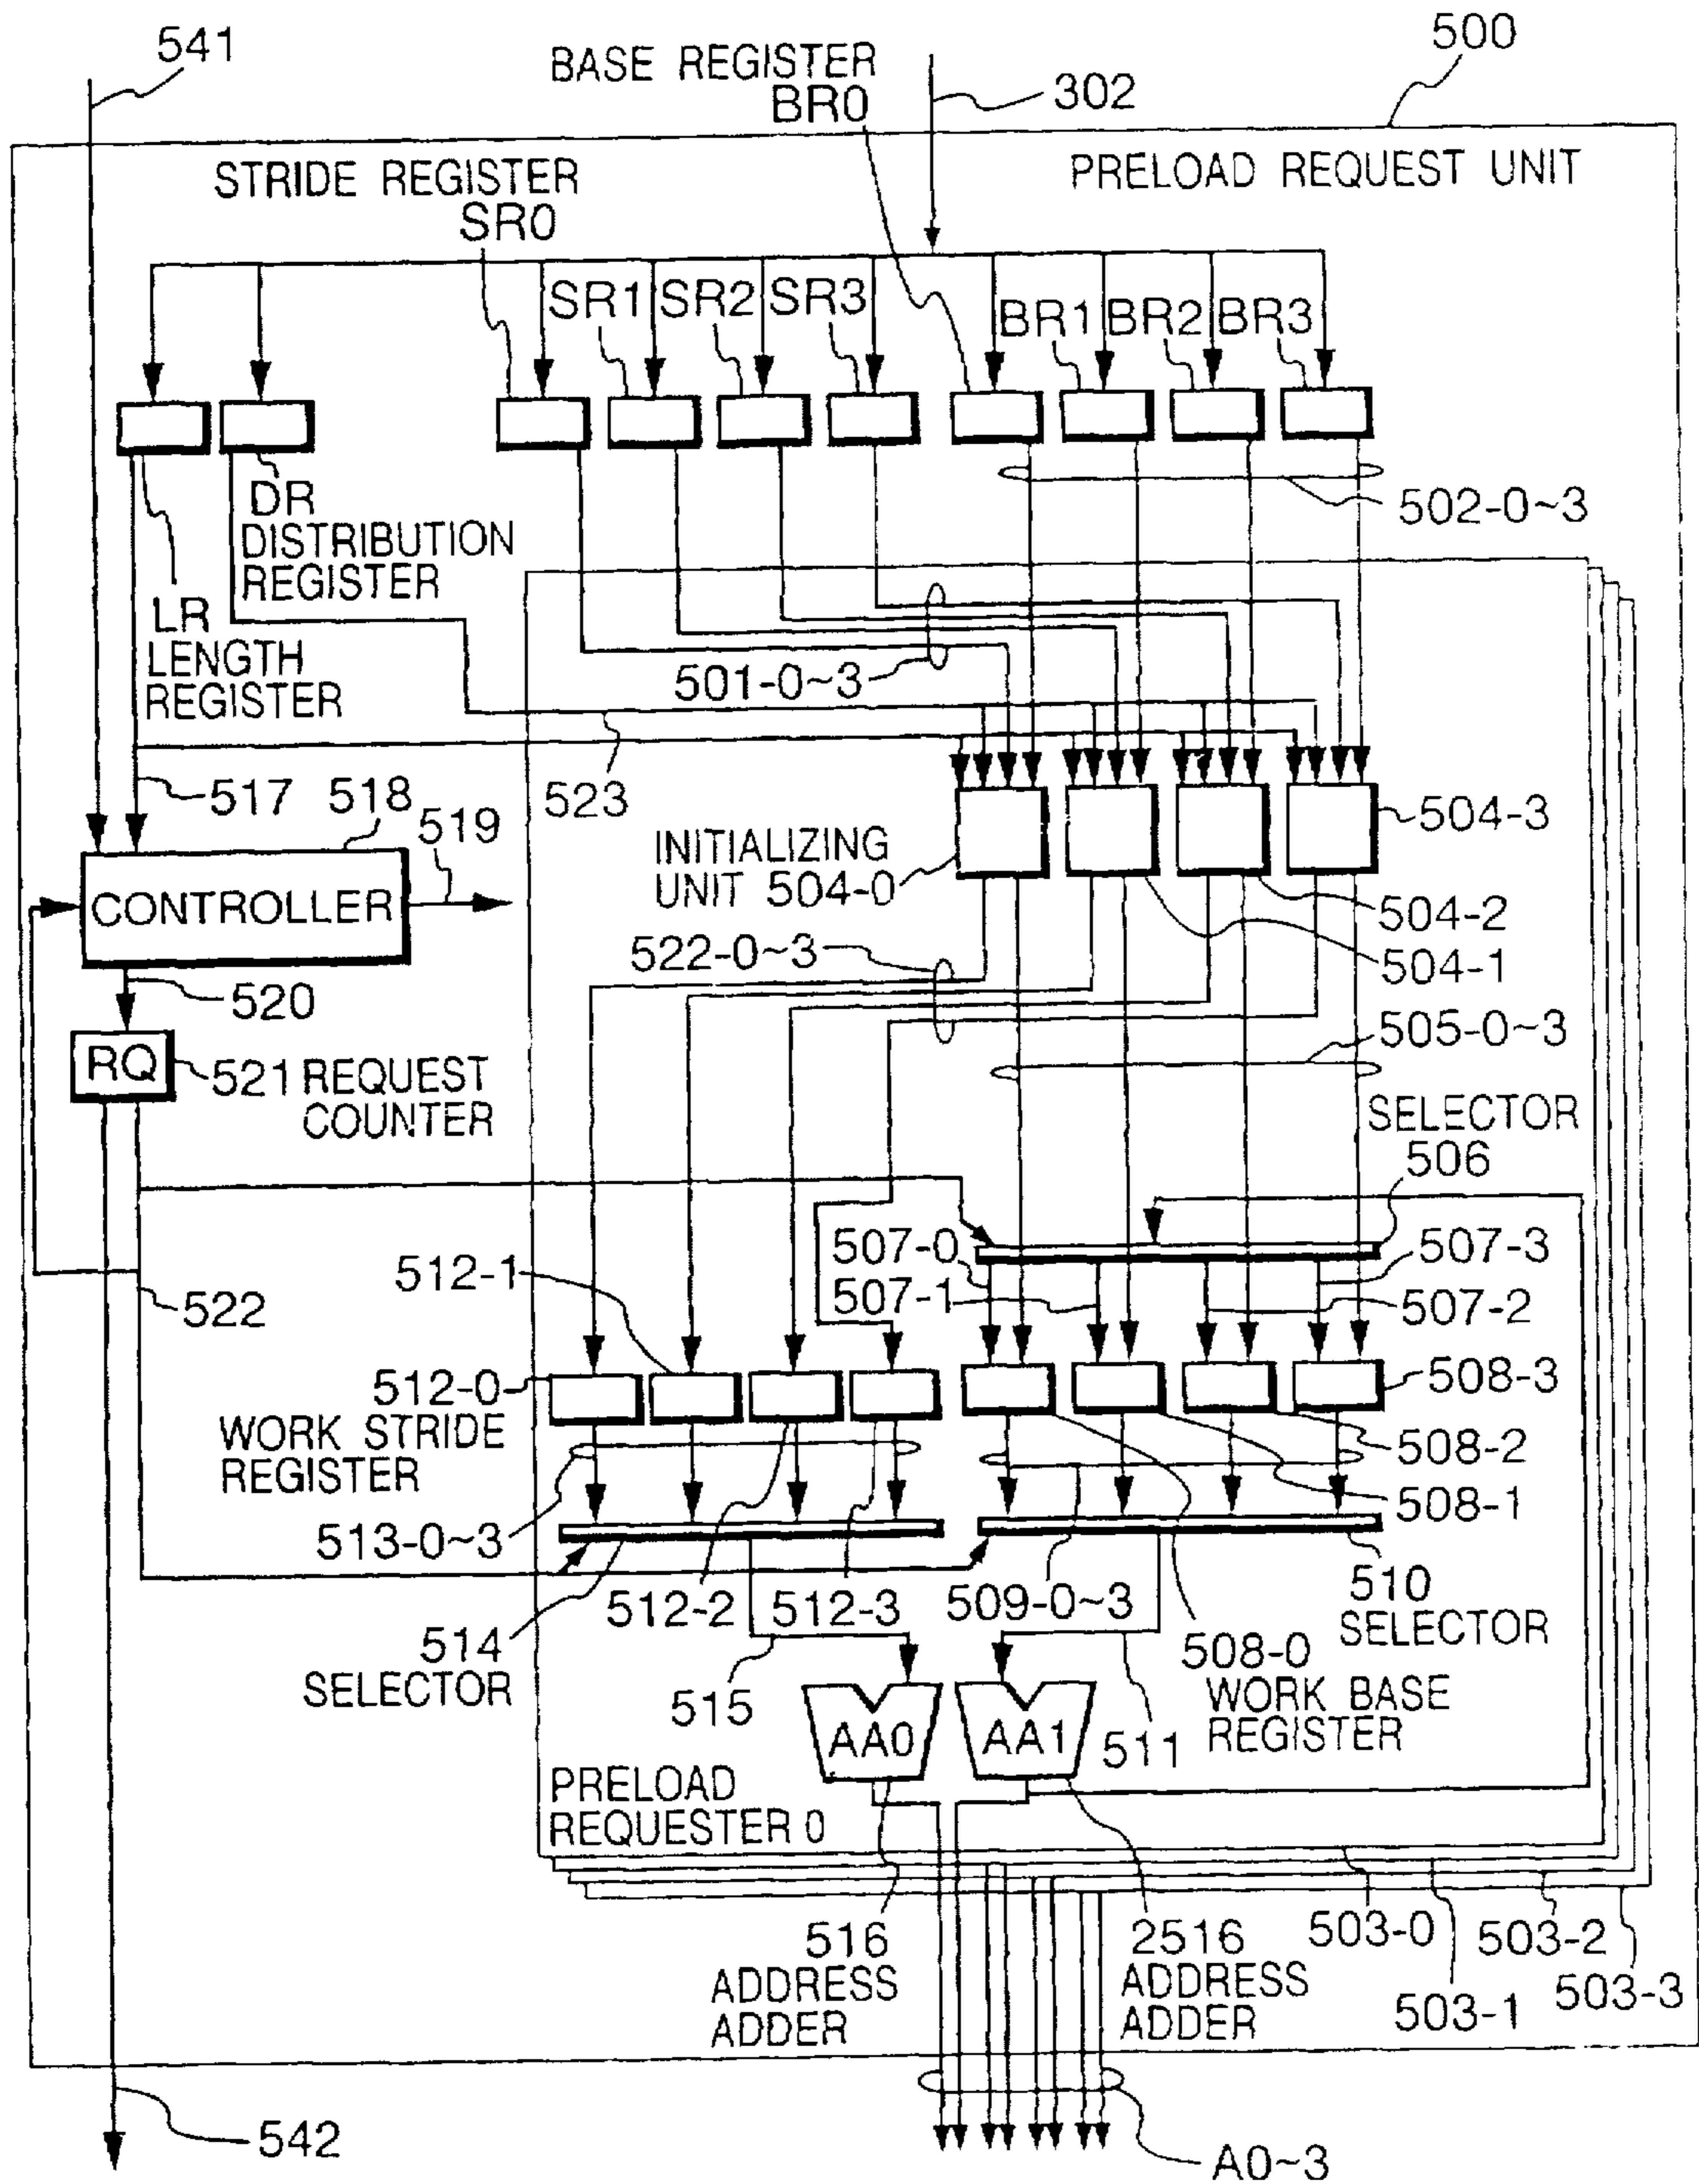 541
BASE REGISTER
BR0
302
500
STRIDE REGISTER
SR0
PRELOAD REQUEST UNIT
SR1
SR2
SR3
BR1
BR2
BR3
502-0~3
DR
DISTRIBUTION
REGISTER
LR
LENGTH
REGISTER
501-0~3
517
518
519
523
504-3
INITIALIZING
UNIT 504-0
CONTROLLER
504-2
522-0~3
504-1
520
505-0~3
RQ
521 REQUEST
COUNTER
SELECTOR
506
507-0
507-3
512-1
507-1
507-2
522
512-0
508-3
WORK STRIDE
REGISTER
508-2
508-1
513-0~3
512-2
512-3
509-0~3
510
SELECTOR
514
SELECTOR
515
508-0
WORK BASE
REGISTER
511
AA0
AA1
PRELOAD
REQUESTER 0
516
ADDRESS
ADDER
2516
ADDRESS
ADDER
503-0
503-2
503-1
503-3
542
A0~3